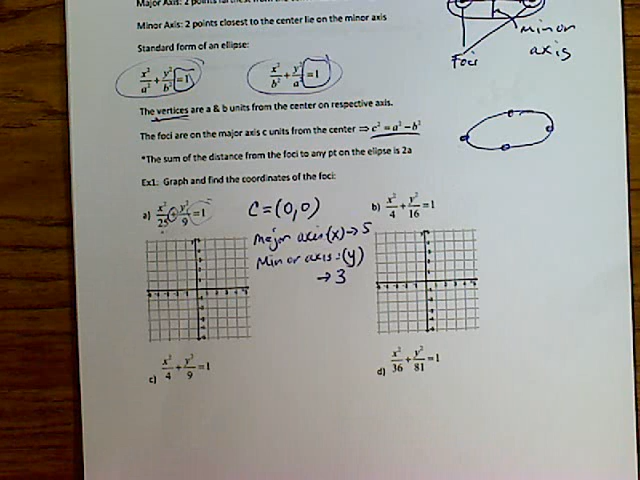 Major Axis: 2 points
Minor Axis: 2 points closest to the center lie on the minor axis
Minor
axis
Foci
Standard form of an ellipse:
x²/a² + y²/b² = 1
x²/b² + y²/a² = 1
The vertices are a & b units from the center on respective axis.
The foci are on the major axis c units from the center ⇒ c² = a² − b²
*The sum of the distance from the foci to any pt on the elipse is 2a
Ex1: Graph and find the coordinates of the foci:
a) x²/25 + y²/9 = 1
C = (0,0)
Major axis (x) → 5
Minor axis: (y)
→ 3
b) x²/4 + y²/16 = 1
c) x²/4 + y²/9 = 1
d) x²/36 + y²/81 = 1